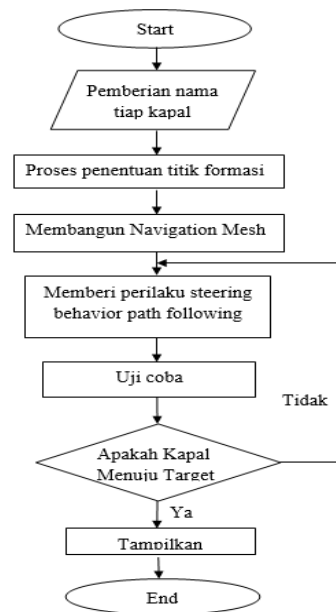 Start
Pemberian nama
tiap kapal
Proses penentuan titik formasi
Membangun Navigation Mesh
Memberi perilaku steering
behavior path following
Uji coba
Tidak
Apakah Kapal
Menuju Target
Ya
Tampilkan
End